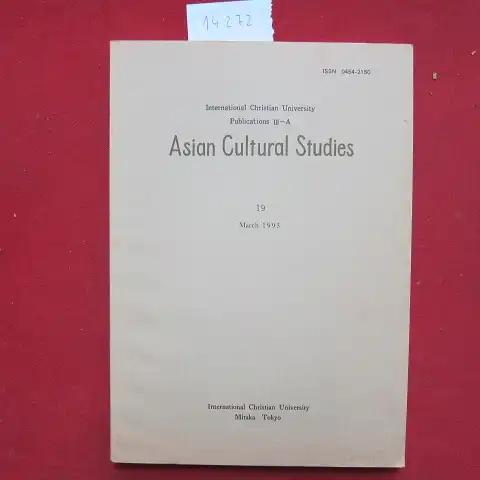 14272
ISSN 0454-2150
International Christian University
Publications III-A
Asian Cultural Studies
19
March 1993
International Christian University
Mitaka Tokyo